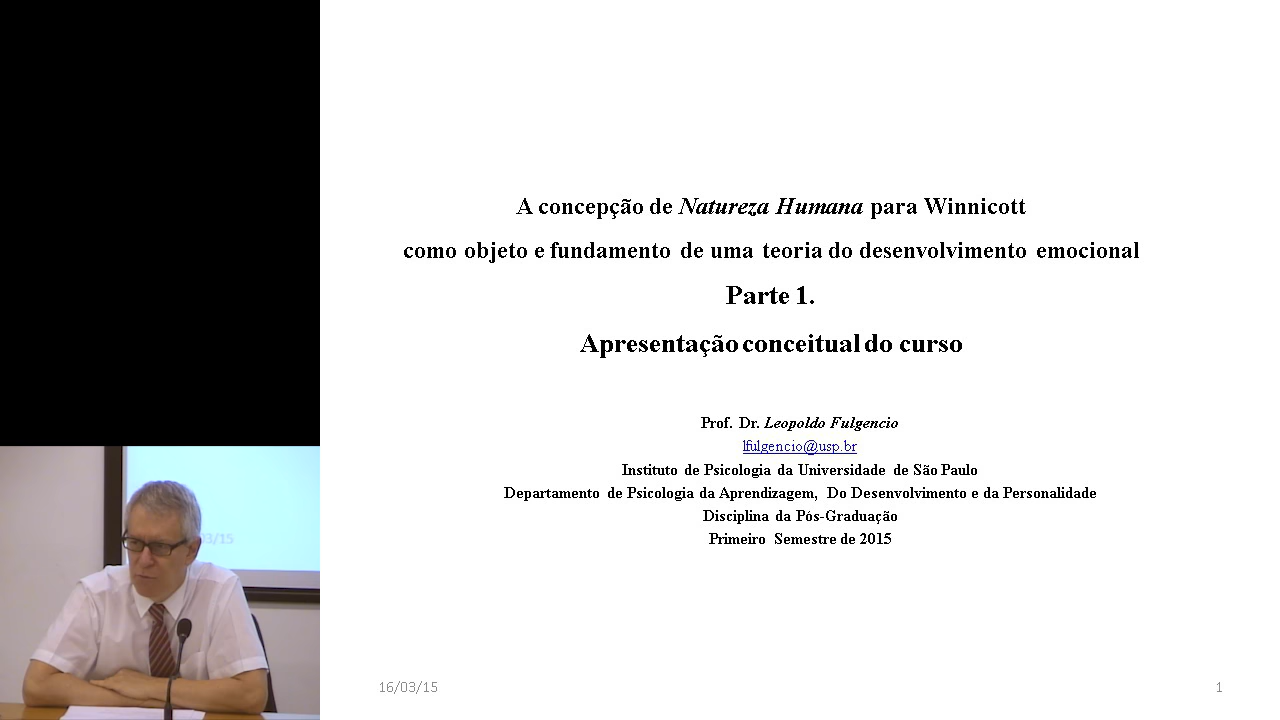 A concepção de Natureza Humana para Winnicott
como objeto e fundamento de uma teoria do desenvolvimento emocional
Parte 1.
Apresentação conceitual do curso
Prof. Dr. Leopoldo Fulgencio
lfulgencio@usp.br
Instituto de Psicologia da Universidade de São Paulo
Departamento de Psicologia da Aprendizagem, Do Desenvolvimento e da Personalidade
Disciplina da Pós-Graduação
Primeiro Semestre de 2015
16/03/15
1